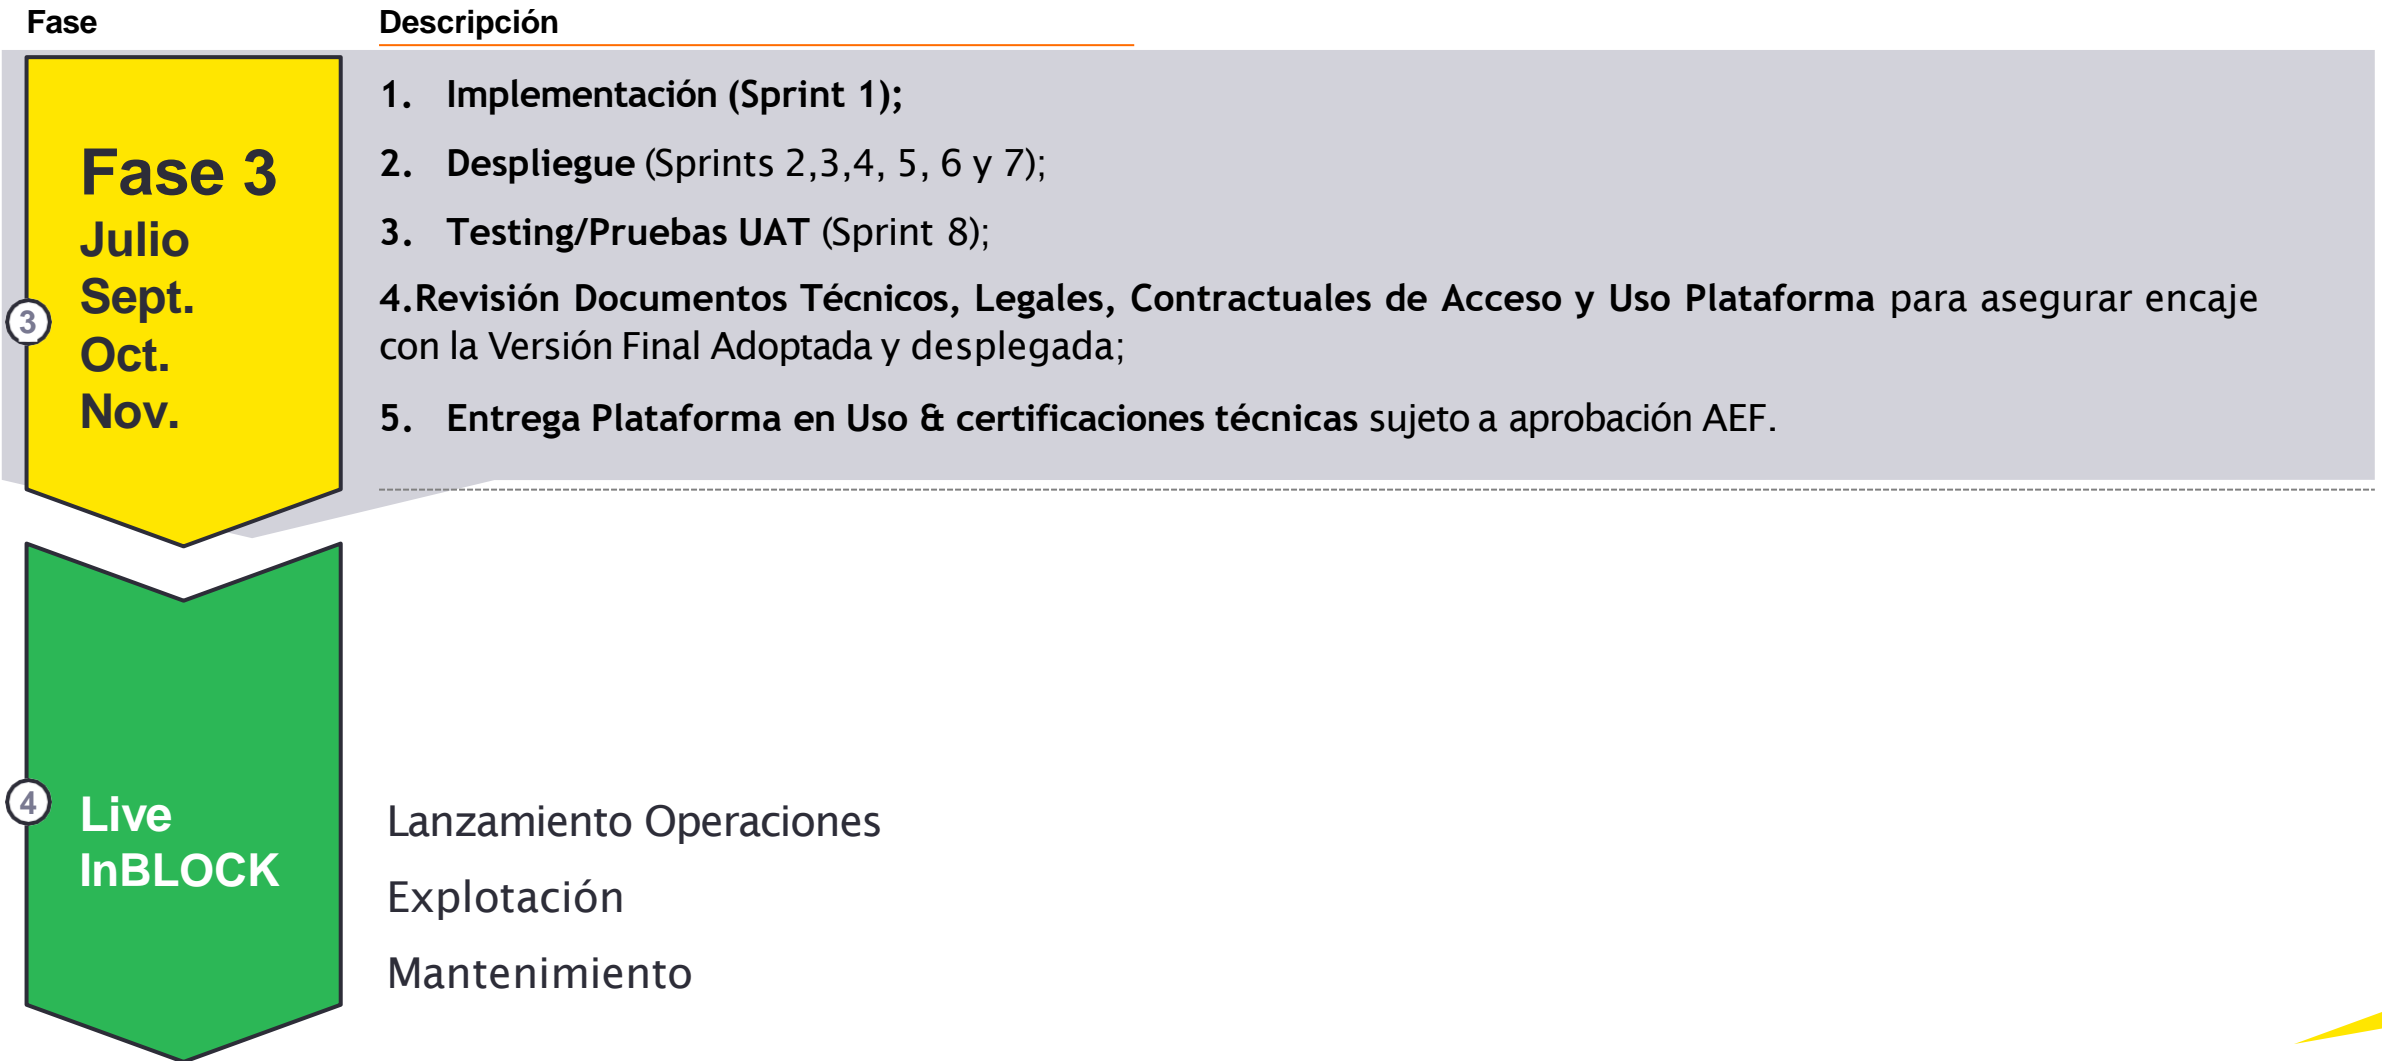 Fase
Descripción
Fase 3
Julio
Sept.
Oct.
Nov.
3
1. Implementación (Sprint 1);
2. Despliegue (Sprints 2,3,4, 5, 6 y 7);
3. Testing/Pruebas UAT (Sprint 8);
4.Revisión Documentos Técnicos, Legales, Contractuales de Acceso y Uso Plataforma para asegurar encaje
con la Versión Final Adoptada y desplegada;
5. Entrega Plataforma en Uso & certificaciones técnicas sujeto a aprobación AEF.
4
Live
InBLOCK
Lanzamiento Operaciones
Explotación
Mantenimiento